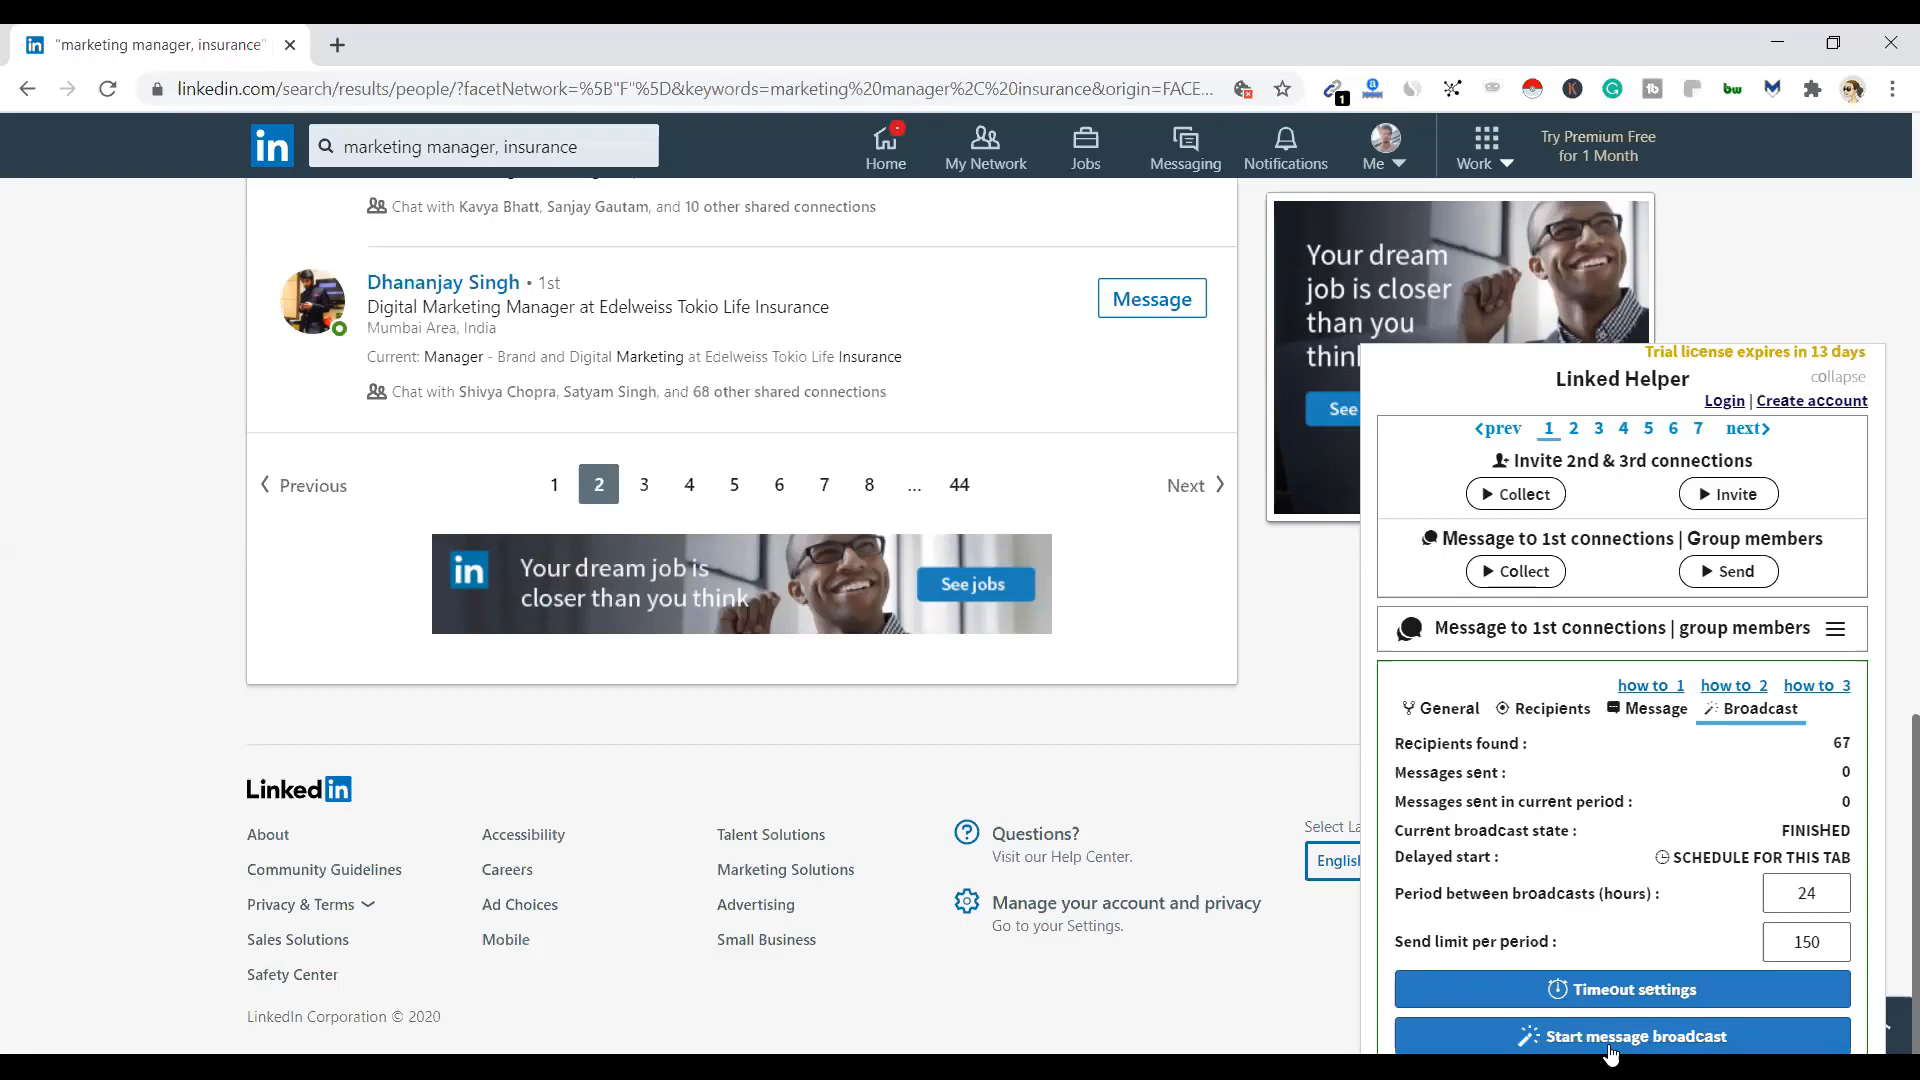 "marketing manager, insurance"
linkedin.com/search/results/people/?facetNetwork=%5B"F"%5D&keywords=marketing%20manager%2C%20insurance&origin=FACE...
1
marketing manager, insurance
Home
My Network
Jobs
Messaging
Notifications
Me
Work
Try Premium Free
for 1 Month
Chat with Kavya Bhatt, Sanjay Gautam, and 10 other shared connections
Dhananjay Singh • 1st
Digital Marketing Manager at Edelweiss Tokio Life Insurance
Mumbai Area, India
Current: Manager - Brand and Digital Marketing at Edelweiss Tokio Life Insurance
Chat with Shivya Chopra, Satyam Singh, and 68 other shared connections
Message
Previous 1 2 3 4 5 6 7 8 ... 44 Next
in
Your dream job is
closer than you think
See jobs
Your dream
job is closer
than you
thin
See
Trial license expires in 13 days
Linked Helper
collapse
Login | Create account
<prev 1 2 3 4 5 6 7 next>
Invite 2nd & 3rd connections
Collect Invite
Message to 1st connections | Group members
Collect Send
Message to 1st connections | group members
how to 1 how to 2 how to 3
General Recipients Message Broadcast
Recipients found : 67
Messages sent : 0
Messages sent in current period : 0
Current broadcast state : FINISHED
Delayed start : SCHEDULE FOR THIS TAB
Period between broadcasts (hours) : 24
Send limit per period : 150
Timeout settings
Start message broadcast
Linked in
About
Community Guidelines
Privacy & Terms
Sales Solutions
Safety Center
Accessibility
Careers
Ad Choices
Mobile
Talent Solutions
Marketing Solutions
Advertising
Small Business
Questions?
Visit our Help Center.
Manage your account and privacy
Go to your Settings.
Select La
English
LinkedIn Corporation © 2020